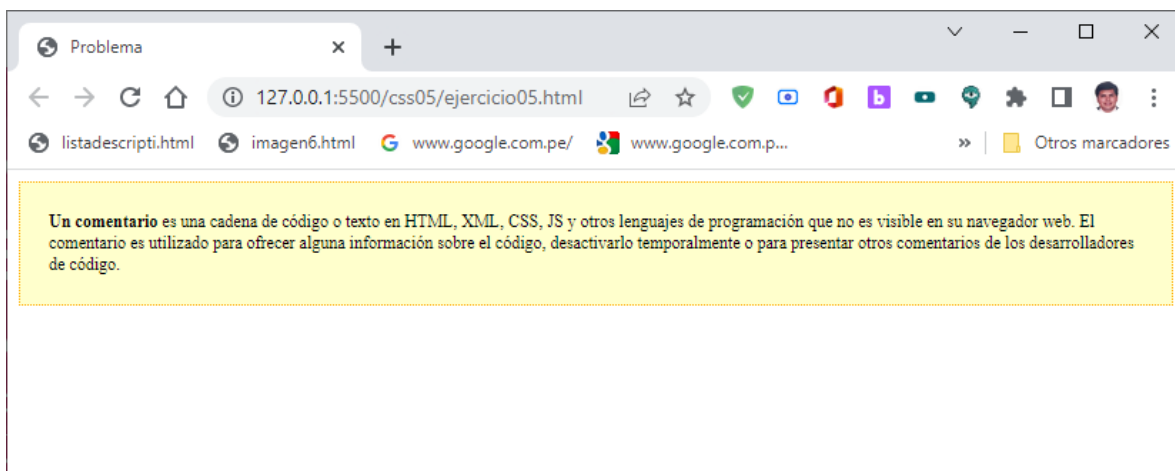 Problema
127.0.0.1:5500/css05/ejercicio05.html
listadescripti.html imagen6.html www.google.com.pe/ www.google.com.p... » Otros marcadores
Un comentario es una cadena de código o texto en HTML, XML, CSS, JS y otros lenguajes de programación que no es visible en su navegador web. El
comentario es utilizado para ofrecer alguna información sobre el código, desactivarlo temporalmente o para presentar otros comentarios de los desarrolladores
de código.